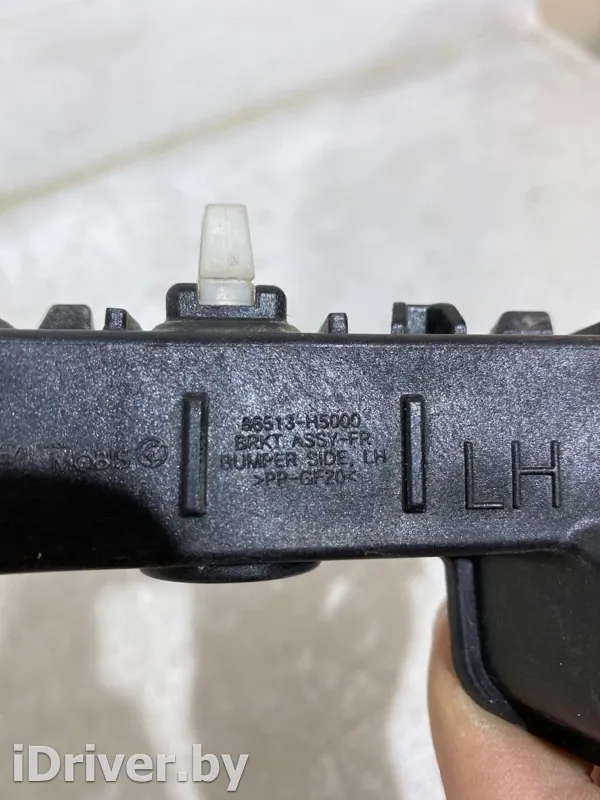 86513-H5000
BRKT ASSY-FR
BUMPER SIDE, LH
>PP-GF20<
MOBIS
LH
iDriver.by